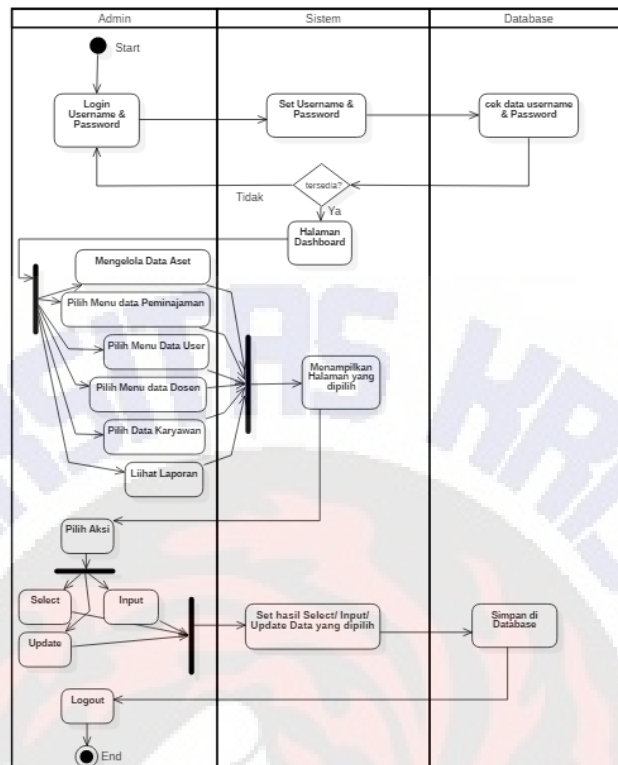 Admin
Sistem
Database
Start
Login
Username &
Password
Set Username &
Password
cek data username
& Password
tersedia?
Tidak
Ya
Halaman
Dashboard
Mengelola Data Aset
Pilih Menu data Peminajaman
Pilih Menu Data User
Pilih Menu data Dosen
Pilih Data Karyawan
Liihat Laporan
Menampilkan
Halaman yang
dipilih
Pilih Aksi
Select
Input
Update
Set hasil Select/ Input/
Update Data yang dipilih
Simpan di
Database
Logout
End